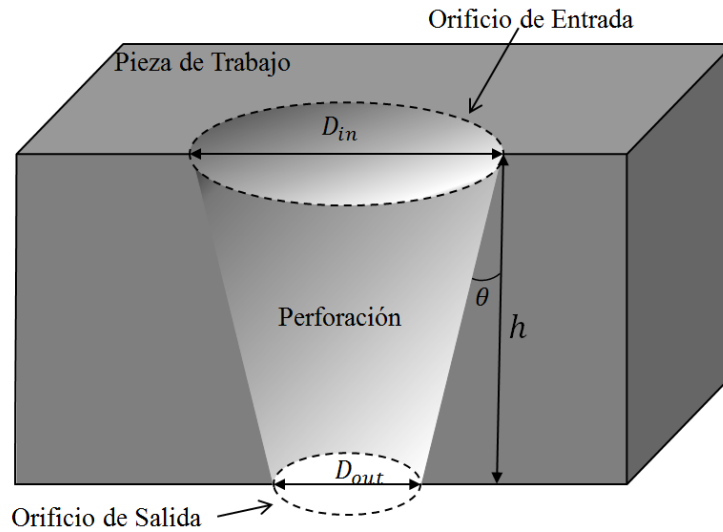 Orificio de Entrada
Pieza de Trabajo
D_in
θ
h
Perforación
D_out
Orificio de Salida